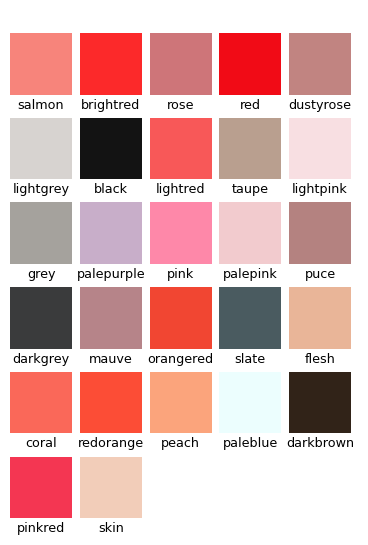 salmon brightred rose red dustyrose
lightgrey black lightred taupe lightpink
grey palepurple pink palepink puce
darkgrey mauve orangered slate flesh
coral redorange peach paleblue darkbrown
pinkred skin